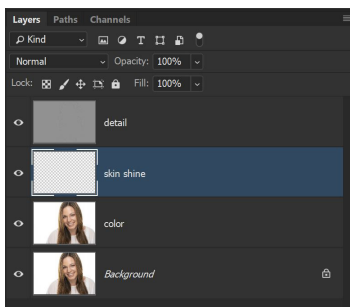 Layers Paths Channels
Kind T
Normal Opacity: 100%
Lock: Fill: 100%
detail
skin shine
color
Background